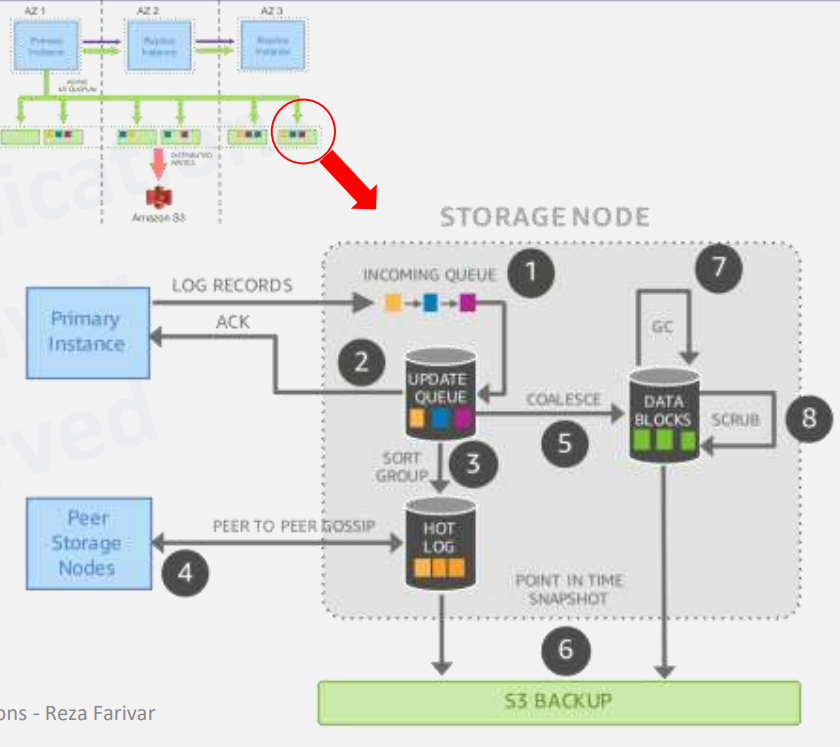 AZ 1
AZ 2
AZ 3
Primary
Instance
Replica
Instance
Replica
Instance
Amazon S3
STORAGE NODE
INCOMING QUEUE
1
LOG RECORDS
ACK
Primary
Instance
2
UPDATE
QUEUE
COALESCE
5
SORT
GROUP
3
7
GC
DATA
BLOCKS
SCRUB
8
Peer
Storage
Nodes
PEER TO PEER GOSSIP
4
HOT
LOG
POINT IN TIME
SNAPSHOT
6
S3 BACKUP
ons - Reza Farivar
rved